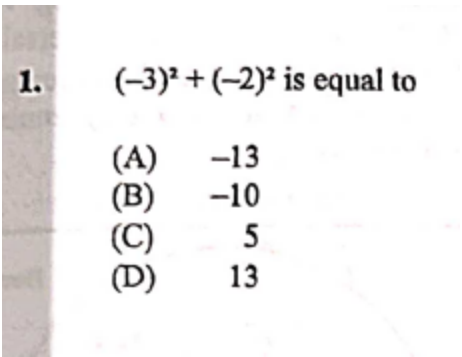 1. (–3)² + (–2)² is equal to
(A) –13
(B) –10
(C) 5
(D) 13